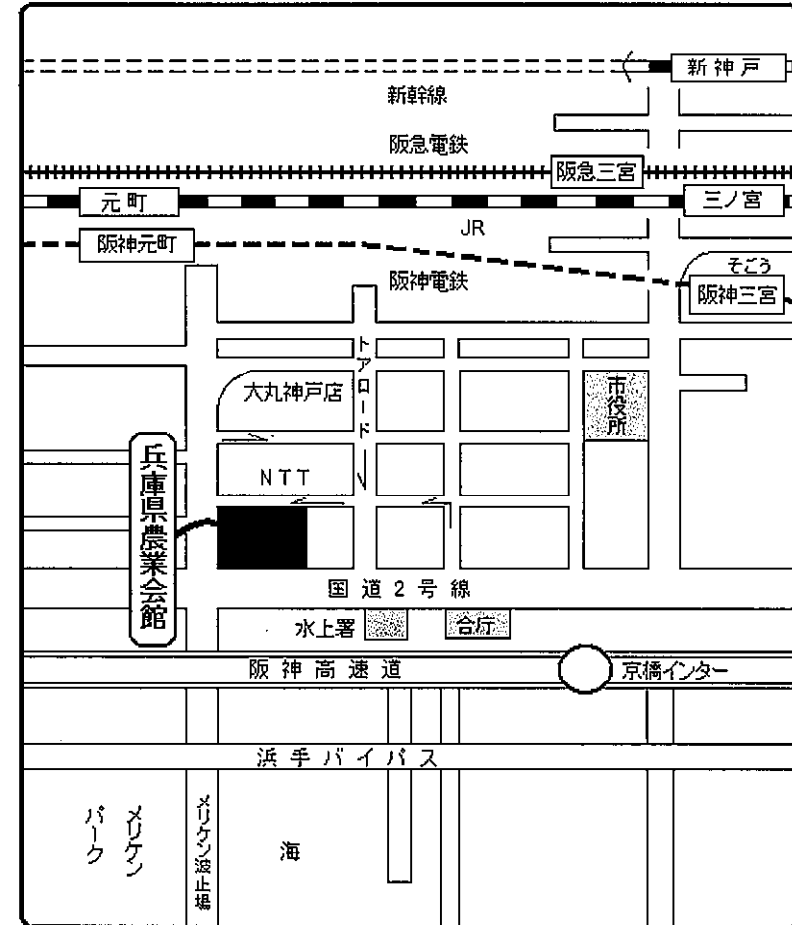 新神戸
新幹線
阪急電鉄
阪急三宮
元町
三ノ宮
JR
阪神元町
そごう
阪神電鉄
阪神三宮
トアロード
大丸神戸店
市役所
NTT
兵庫県農業会館
国道2号線
水上署
合庁
阪神高速道
京橋インター
浜手バイパス
メリケン
パーク
メリケン波止場
海